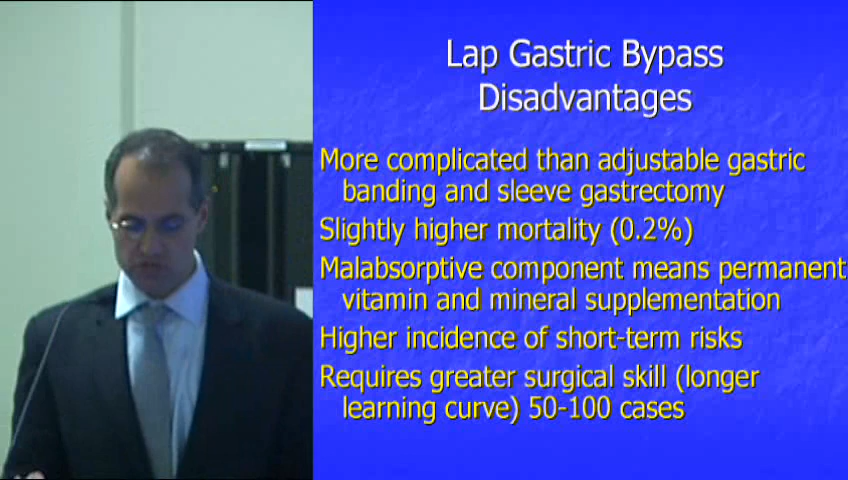 Lap Gastric Bypass
Disadvantages
More complicated than adjustable gastric
banding and sleeve gastrectomy
Slightly higher mortality (0.2%)
Malabsorptive component means permanent
vitamin and mineral supplementation
Higher incidence of short-term risks
Requires greater surgical skill (longer
learning curve) 50-100 cases